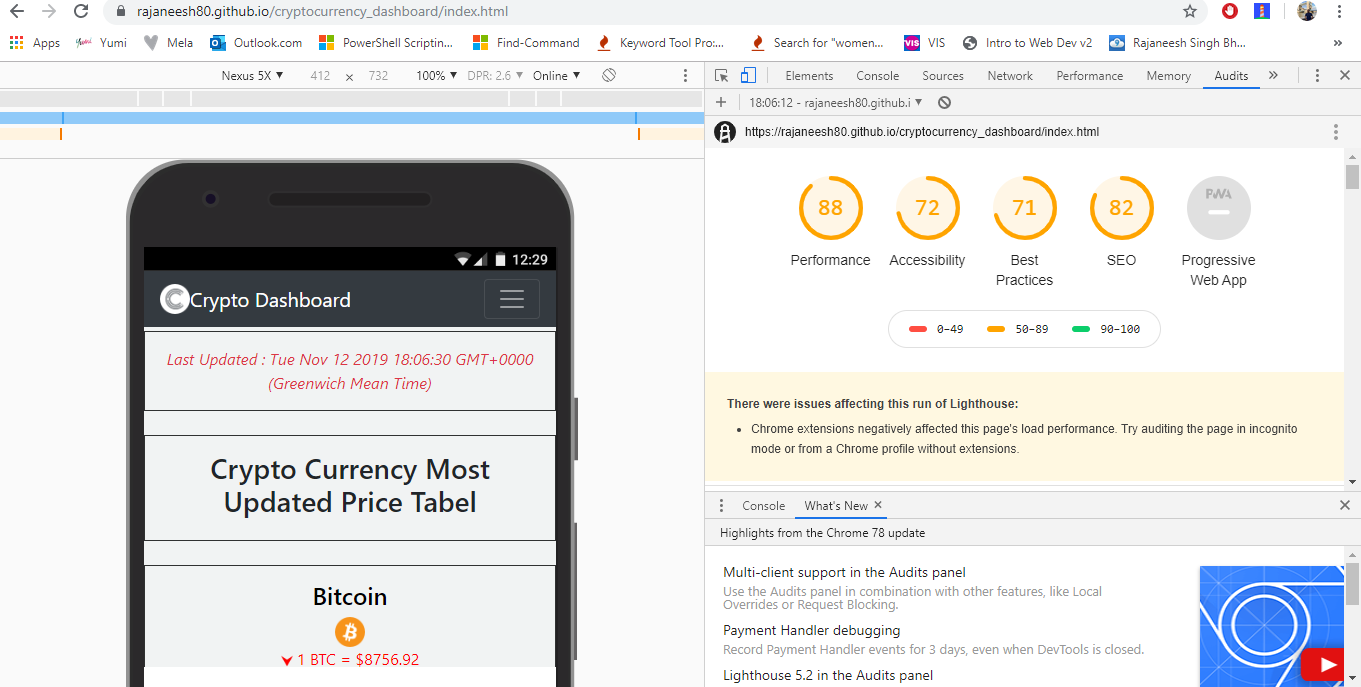 rajaneesh80.github.io/cryptocurrency_dashboard/index.html
Apps Yumi Mela Outlook.com PowerShell Scriptin... Find-Command Keyword Tool Pro:... Search for "women... VIS VIS Intro to Web Dev v2 Rajaneesh Singh Bh... »
Nexus 5X ▼ 412 × 732 100% ▼ DPR: 2.6 ▼ Online ▼
Elements Console Sources Network Performance Memory Audits »
18:06:12 - rajaneesh80.github.i ▼
https://rajaneesh80.github.io/cryptocurrency_dashboard/index.html
12:29
Crypto Dashboard
Last Updated : Tue Nov 12 2019 18:06:30 GMT+0000
(Greenwich Mean Time)
Crypto Currency Most
Updated Price Tabel
Bitcoin
1 BTC = $8756.92
88 72 71 82 PWA
Performance Accessibility Best SEO Progressive
Practices Web App
0–49 50–89 90–100
There were issues affecting this run of Lighthouse:
• Chrome extensions negatively affected this page's load performance. Try auditing the page in incognito
mode or from a Chrome profile without extensions.
Console What's New ×
Highlights from the Chrome 78 update
Multi-client support in the Audits panel
Use the Audits panel in combination with other features, like Local
Overrides or Request Blocking.
Payment Handler debugging
Record Payment Handler events for 3 days, even when DevTools is closed.
Lighthouse 5.2 in the Audits panel